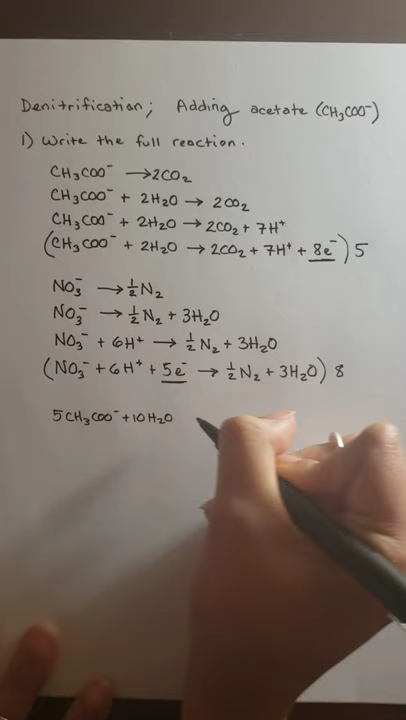 Denitrification; Adding acetate (CH₃COO⁻)
1) Write the full reaction.
CH₃COO⁻ → 2CO₂
CH₃COO⁻ + 2H₂O → 2CO₂
CH₃COO⁻ + 2H₂O → 2CO₂ + 7H⁺
(CH₃COO⁻ + 2H₂O → 2CO₂ + 7H⁺ + 8e⁻) 5
NO₃⁻ → ½N₂
NO₃⁻ → ½N₂ + 3H₂O
NO₃⁻ + 6H⁺ → ½N₂ + 3H₂O
(NO₃⁻ + 6H⁺ + 5e⁻ → ½N₂ + 3H₂O) 8
5CH₃COO⁻ + 10H₂O